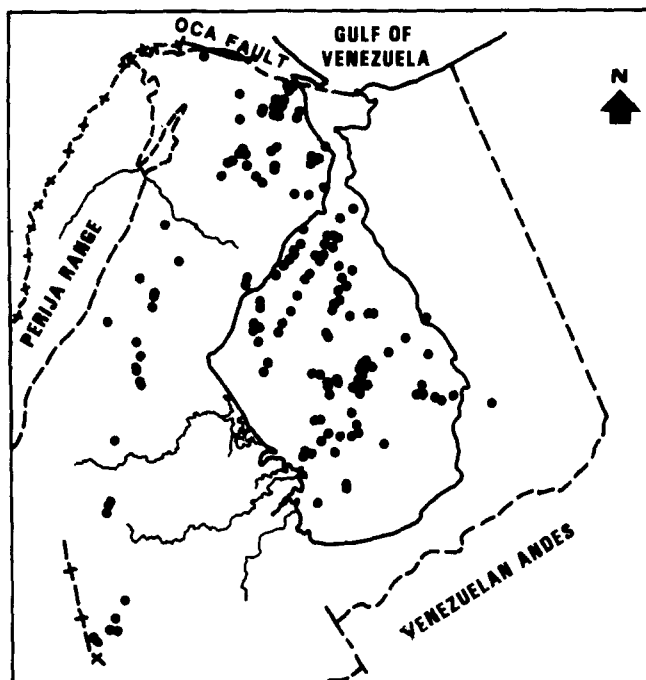 OCA FAULT
GULF OF
VENEZUELA
N
PERIJA RANGE
VENEZUELAN ANDES